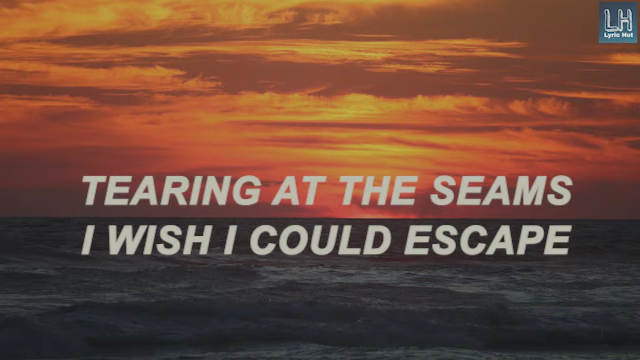 LH
Lyric Hut
TEARING AT THE SEAMS
I WISH I COULD ESCAPE